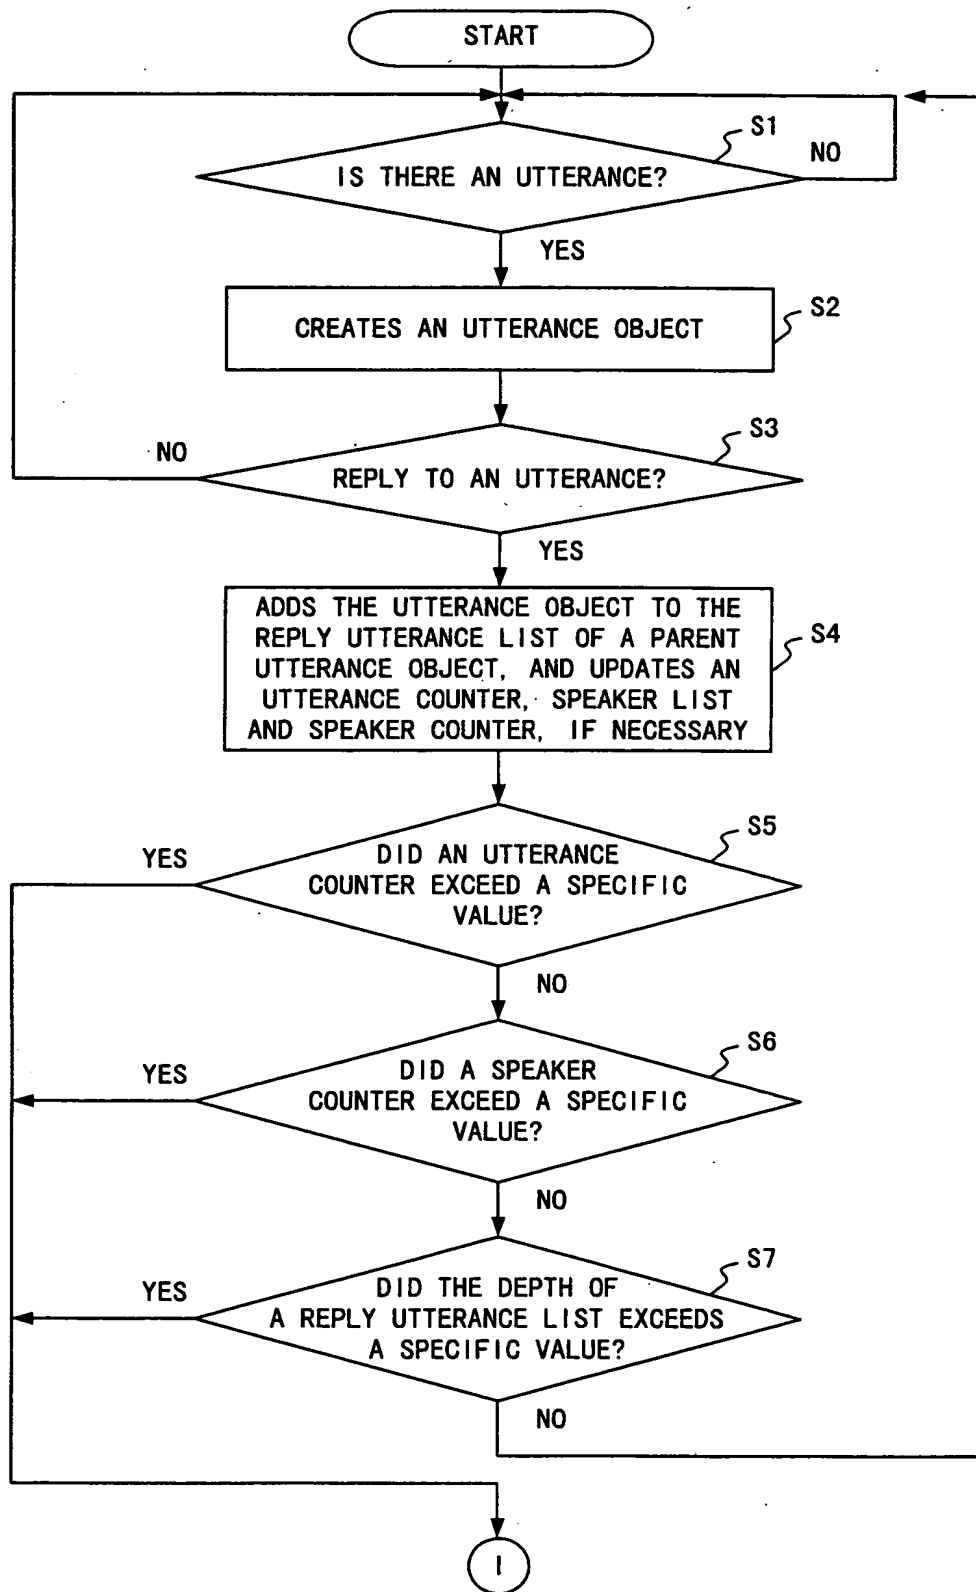 START
S1
NO
IS THERE AN UTTERANCE?
YES
S2
CREATES AN UTTERANCE OBJECT
S3
NO
REPLY TO AN UTTERANCE?
YES
ADDS THE UTTERANCE OBJECT TO THE
REPLY UTTERANCE LIST OF A PARENT
UTTERANCE OBJECT, AND UPDATES AN
UTTERANCE COUNTER, SPEAKER LIST
AND SPEAKER COUNTER, IF NECESSARY
S4
S5
YES
DID AN UTTERANCE
COUNTER EXCEED A SPECIFIC
VALUE?
NO
S6
YES
DID A SPEAKER
COUNTER EXCEED A SPECIFIC
VALUE?
NO
S7
YES
DID THE DEPTH OF
A REPLY UTTERANCE LIST EXCEEDS
A SPECIFIC VALUE?
NO
I